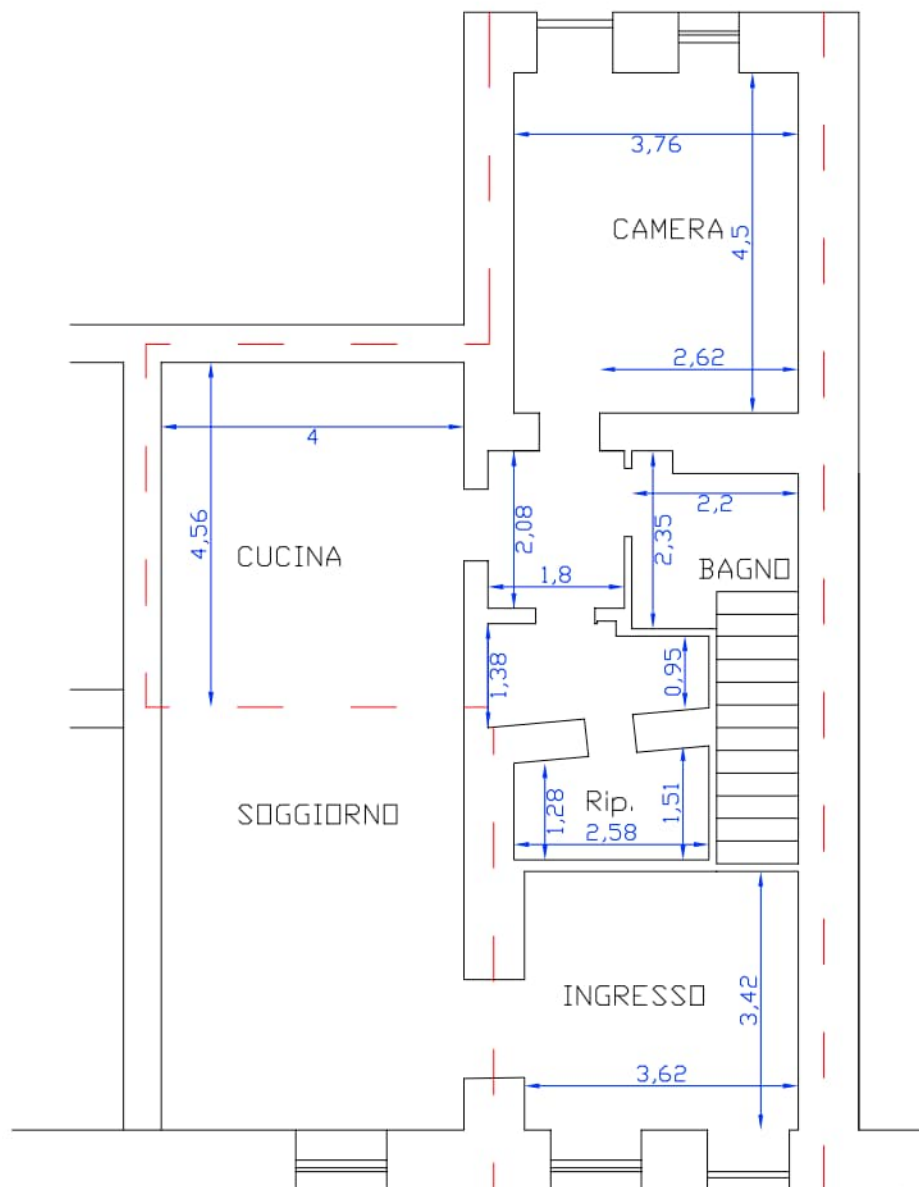 3,76
CAMERA
4,5
2,62
4
2,2
4,56
2,08
2,35
CUCINA
1,8
BAGNO
1,38
0,95
SOGGIORNO
1,28
Rip.
1,51
2,58
INGRESSO
3,42
3,62